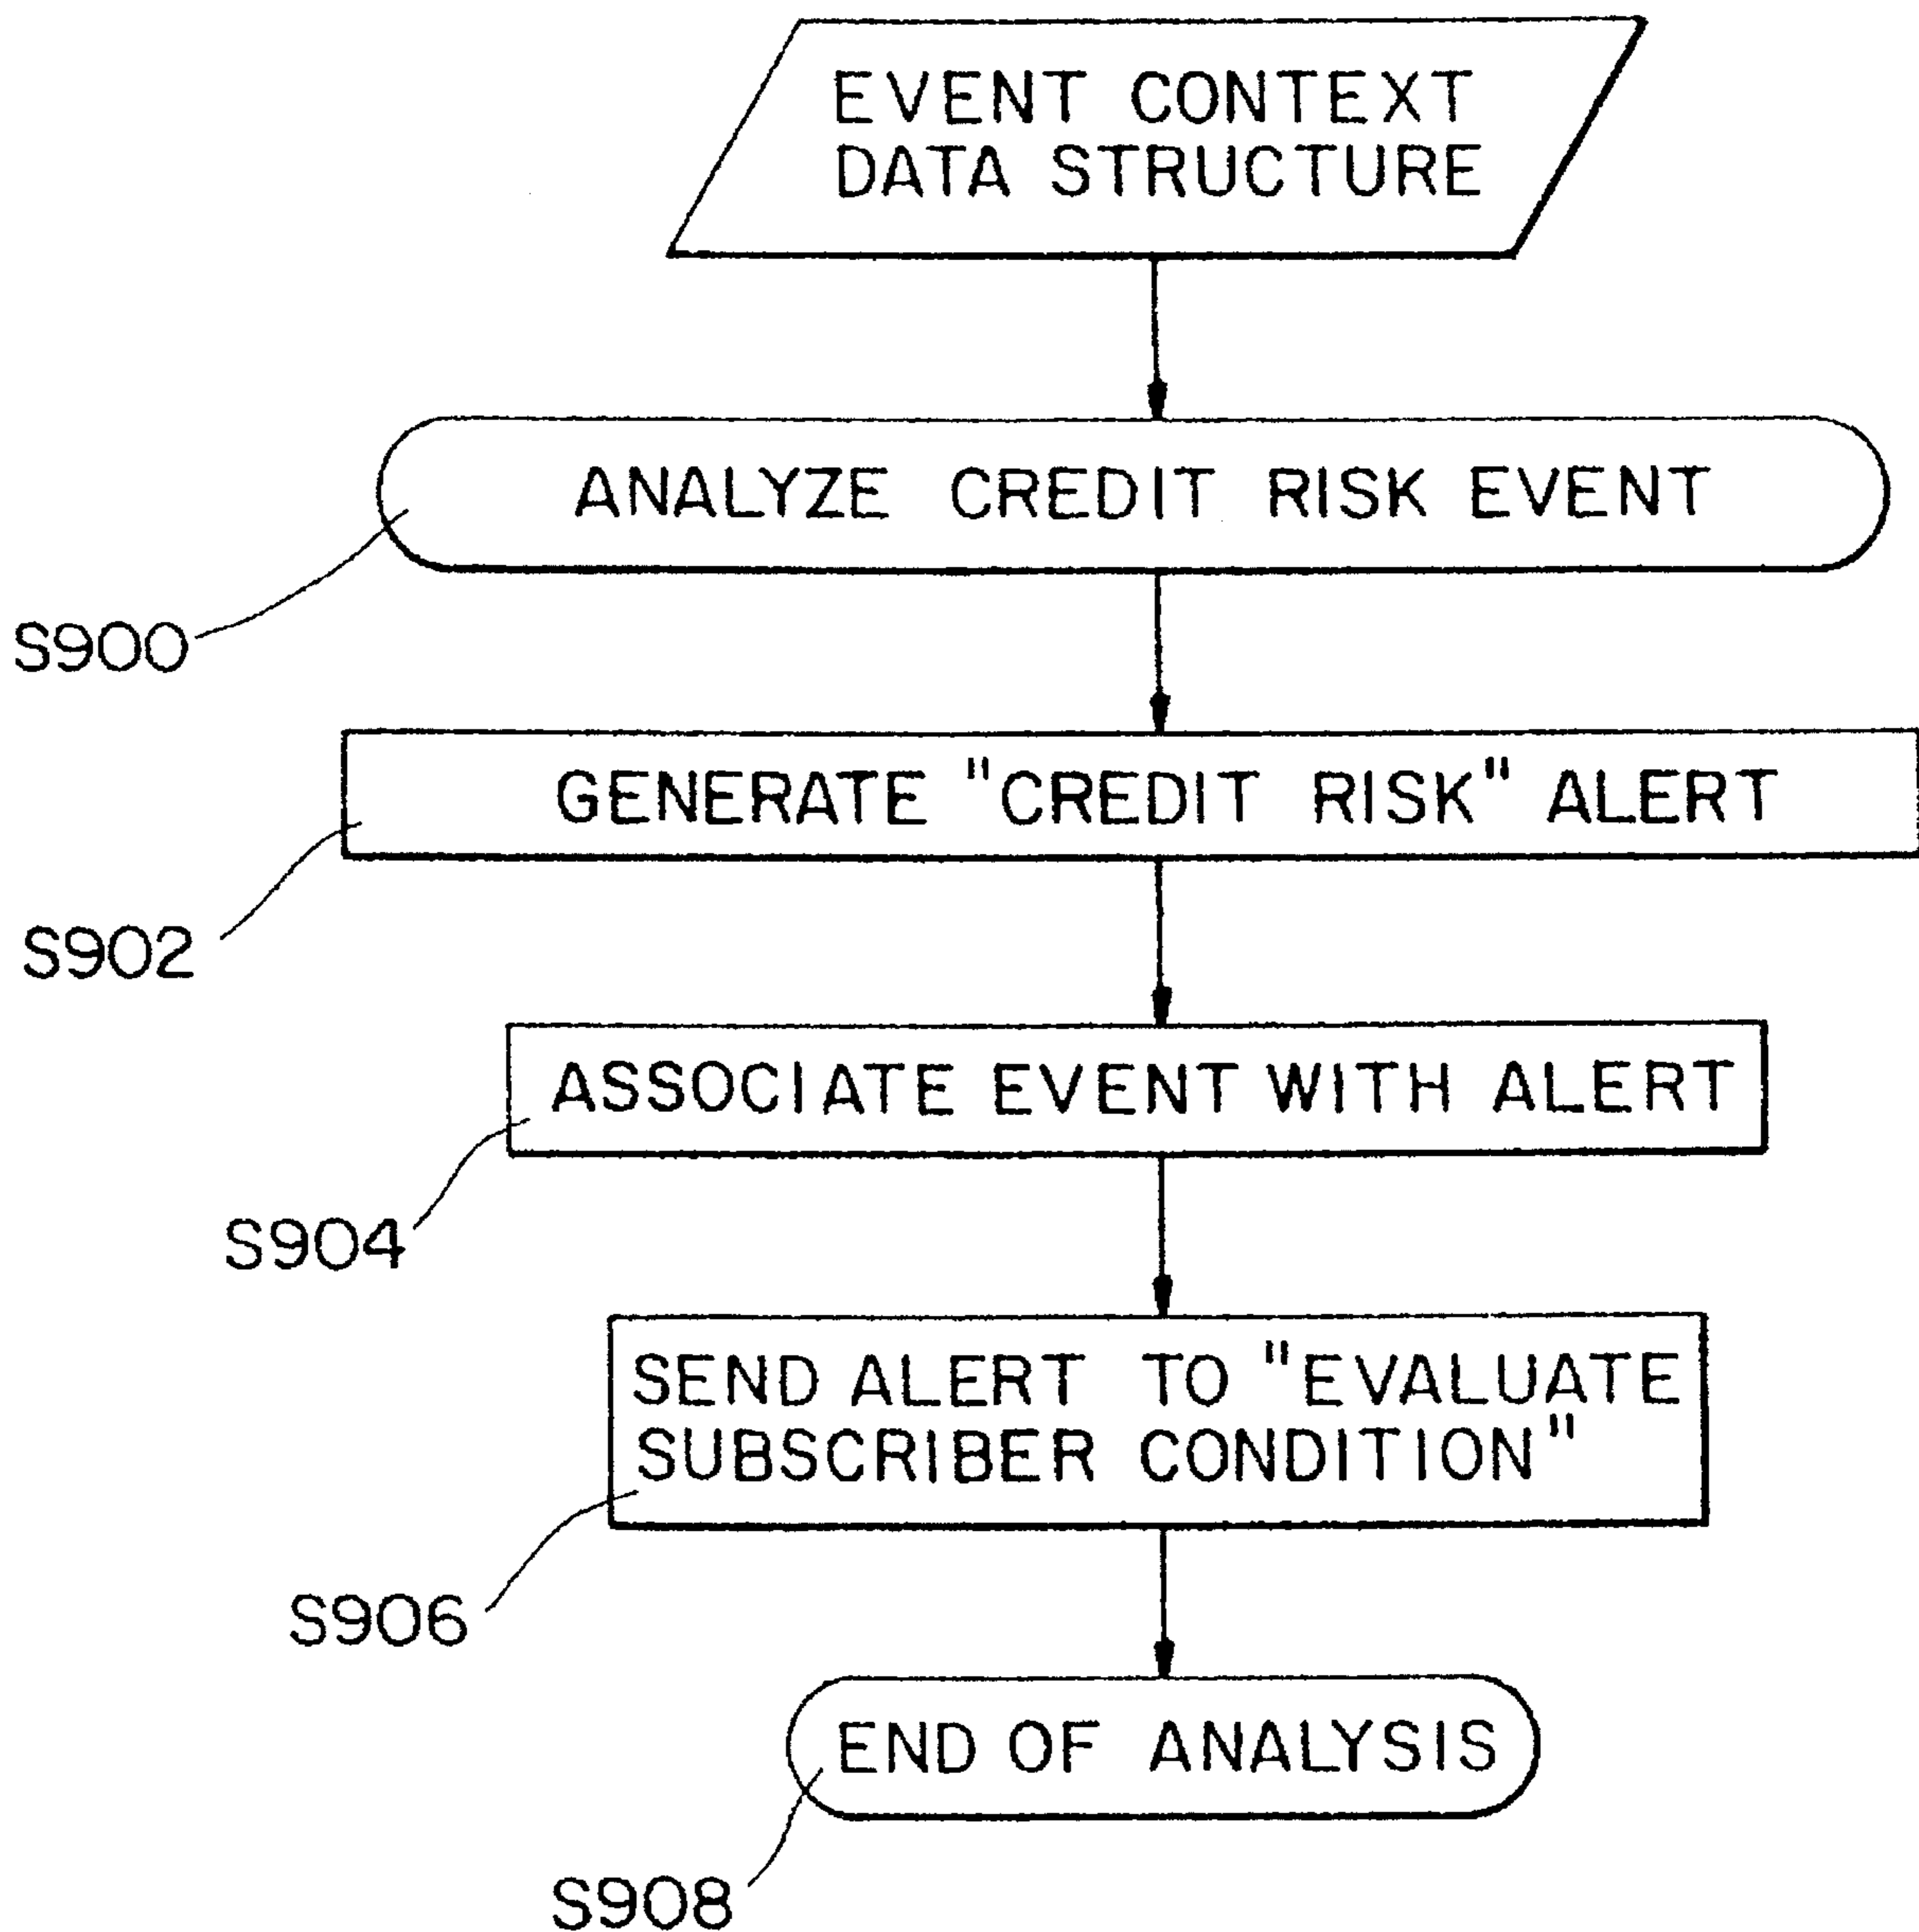 EVENT CONTEXT
DATA STRUCTURE
ANALYZE CREDIT RISK EVENT
S900
GENERATE "CREDIT RISK" ALERT
S902
ASSOCIATE EVENT WITH ALERT
S904
SEND ALERT TO "EVALUATE
SUBSCRIBER CONDITION"
S906
END OF ANALYSIS
S908